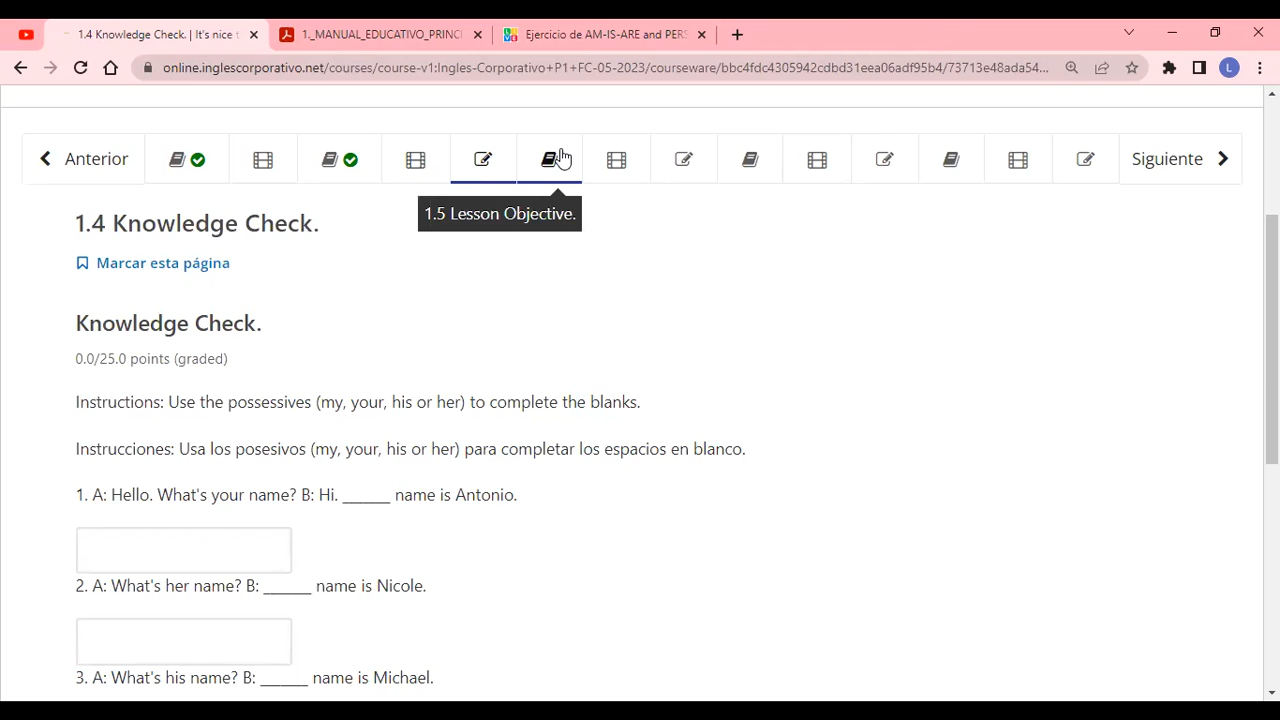 1.4 Knowledge Check. | It's nice t
1._MANUAL_EDUCATIVO_PRINCI
Ejercicio de AM-IS-ARE and PERS
online.inglescorporativo.net/courses/course-v1:Ingles-Corporativo+P1+FC-05-2023/courseware/bbc4fdc4305942cdbd31eea06adf95b4/73713e48ada54...
L
Anterior
Siguiente
1.5 Lesson Objective.
1.4 Knowledge Check.
Marcar esta página
Knowledge Check.
0.0/25.0 points (graded)
Instructions: Use the possessives (my, your, his or her) to complete the blanks.
Instrucciones: Usa los posesivos (my, your, his or her) para completar los espacios en blanco.
1. A: Hello. What's your name? B: Hi. _____ name is Antonio.
2. A: What's her name? B: _____ name is Nicole.
3. A: What's his name? B: _____ name is Michael.